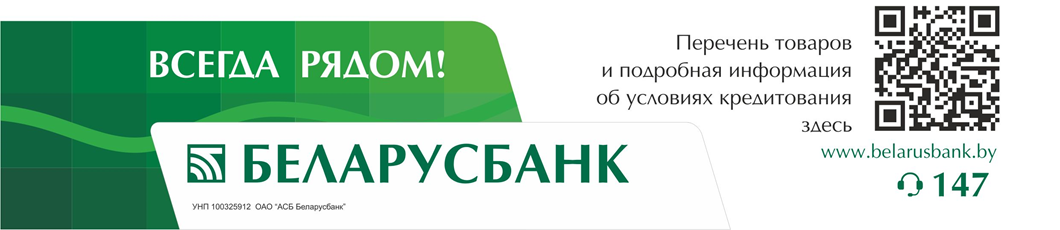 ВСЕГДА РЯДОМ!
БЕЛАРУСБАНК
УНП 100325912 ОАО "АСБ Беларусбанк"
Перечень товаров
и подробная информация
об условиях кредитования
здесь
www.belarusbank.by
147